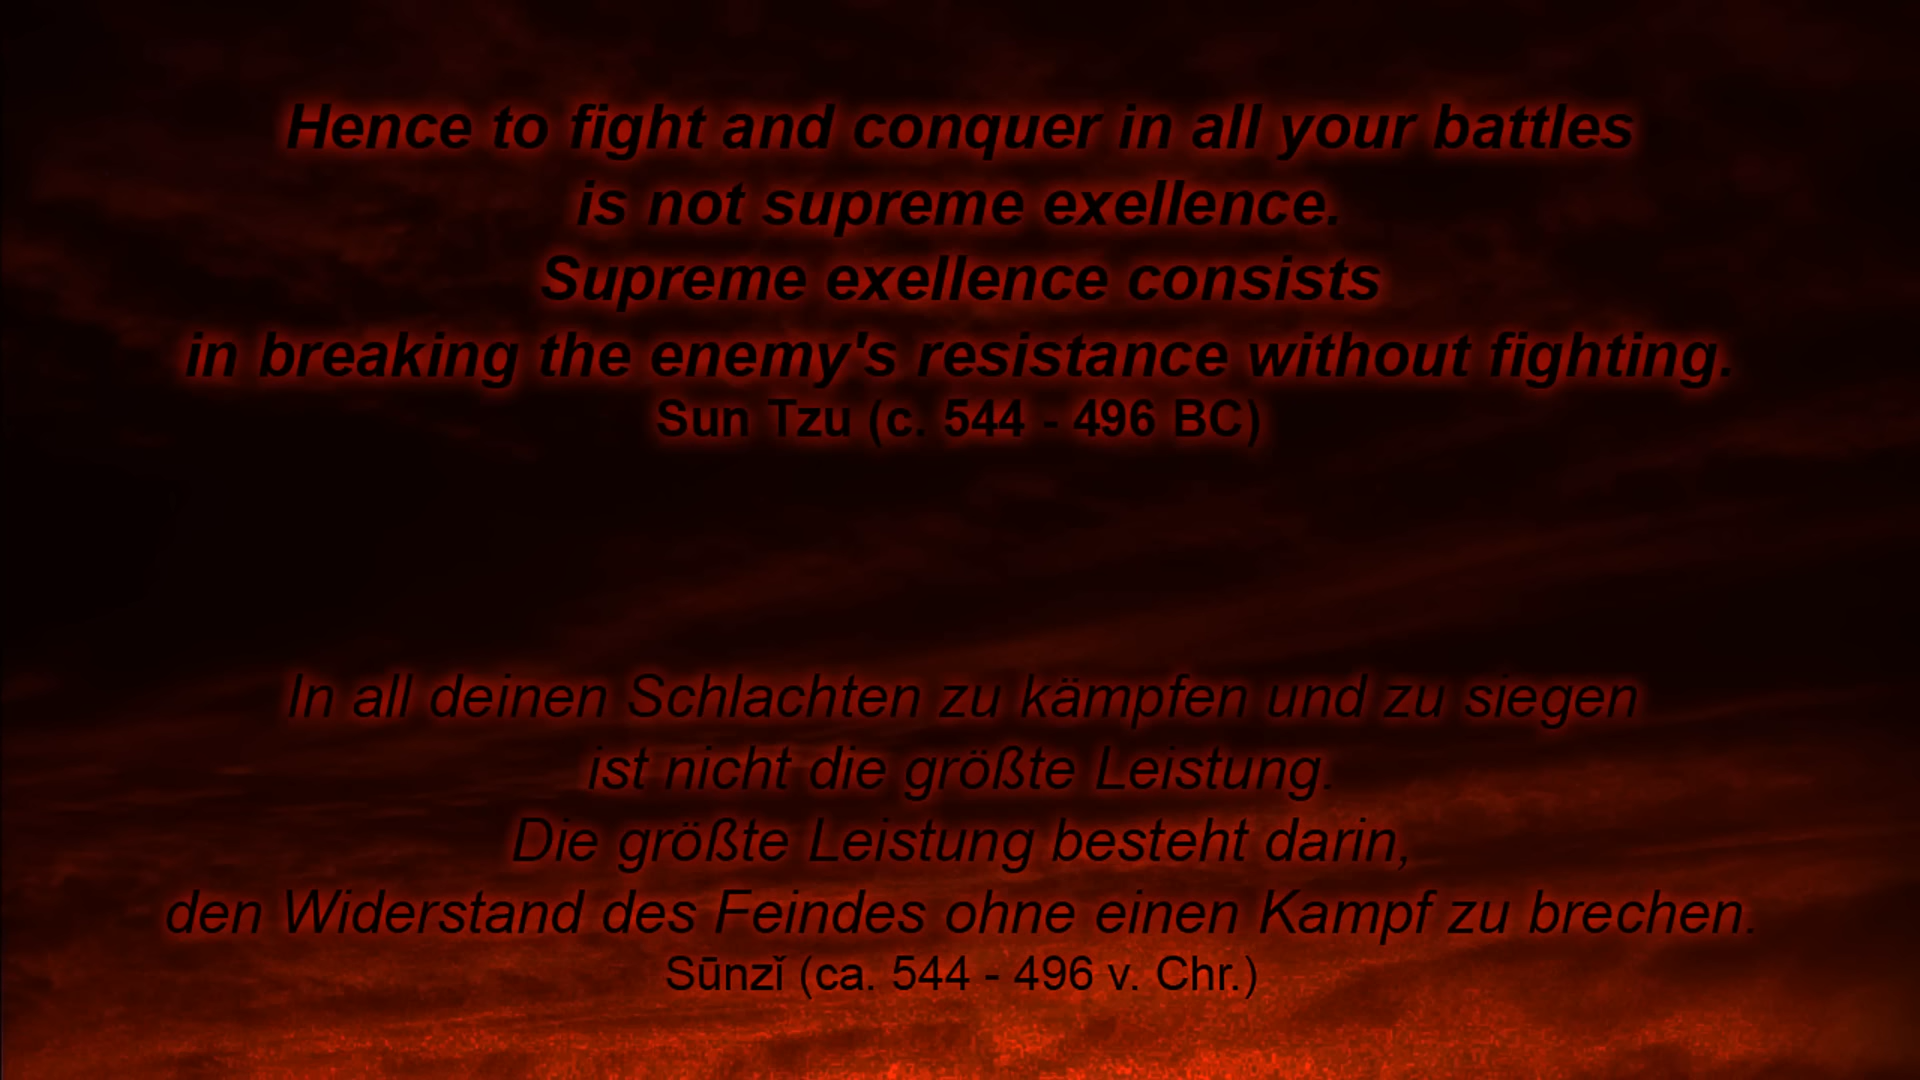 Hence to fight and conquer in all your battles
is not supreme exellence.
Supreme exellence consists
in breaking the enemy's resistance without fighting.
Sun Tzu (c. 544 - 496 BC)
In all deinen Schlachten zu kämpfen und zu siegen
ist nicht die größte Leistung.
Die größte Leistung besteht darin,
den Widerstand des Feindes ohne einen Kampf zu brechen.
Sūnzǐ (ca. 544 - 496 v. Chr.)